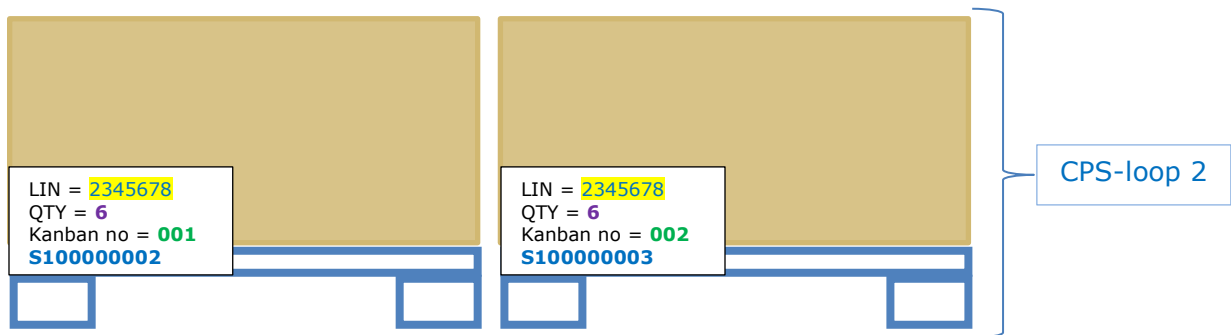 LIN = 2345678
QTY = 6
Kanban no = 001
S100000002
LIN = 2345678
QTY = 6
Kanban no = 002
S100000003
CPS-loop 2